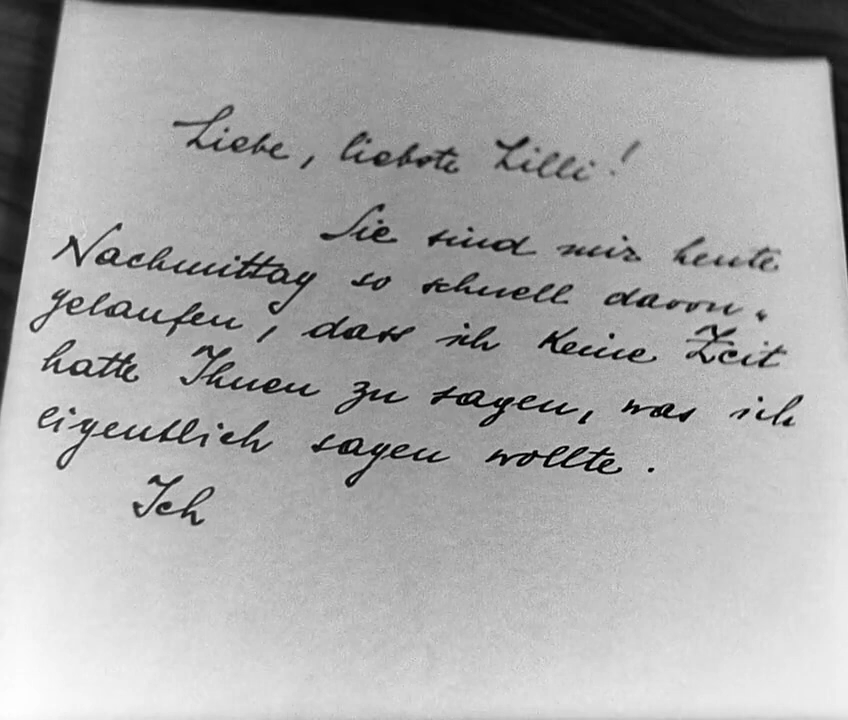 Liebe, liebste Lilli!
Sie sind mir heute
Nachmittag so schnell davon-
gelaufen, dass ich keine Zeit
hatte Ihnen zu sagen, was ich
eigentlich sagen wollte.
Ich